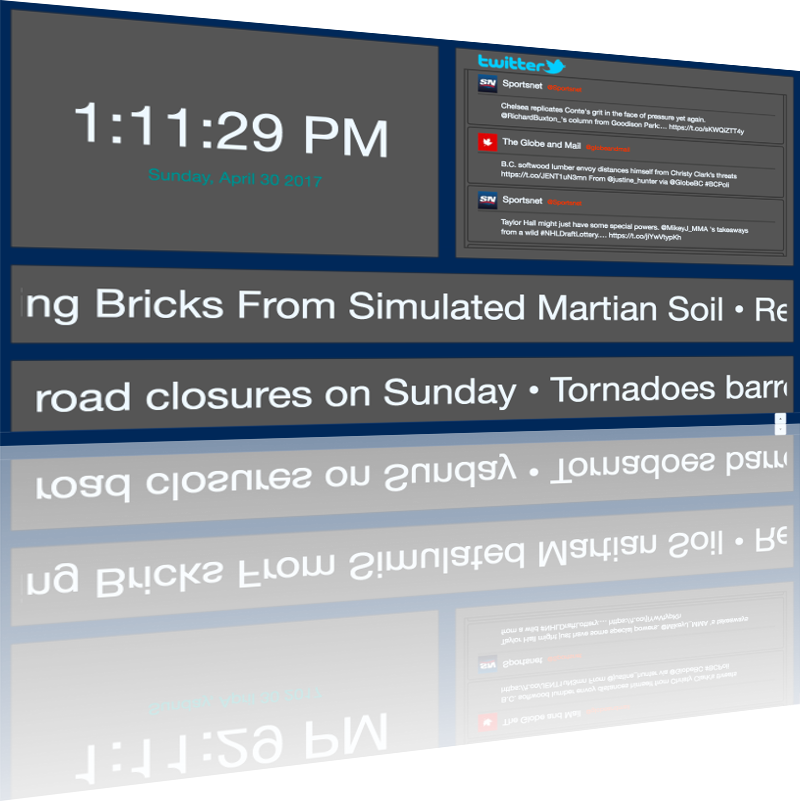 1:11:29 PM
Sunday, April 30 2017
twitter
Sportsnet
Chelsea replicates Conte's grit in the face of pressure yet again.
@RichardBuxton_'s column from Goodison Park:... https://t.co/sKWQiZTT4y
The Globe and Mail
B.C. softwood lumber envoy distances himself from Christy Clark's threats
https://t.co/JENT1uN3mn From @justine_hunter via @GlobeBC #BCPoli
Sportsnet
Taylor Hall might just have some special powers. @MikeyJ_MMA 's takeaways
from a wild #NHLDraftLottery.... https://t.co/jiYwVtypKh
ng Bricks From Simulated Martian Soil • Re
road closures on Sunday • Tornadoes barr